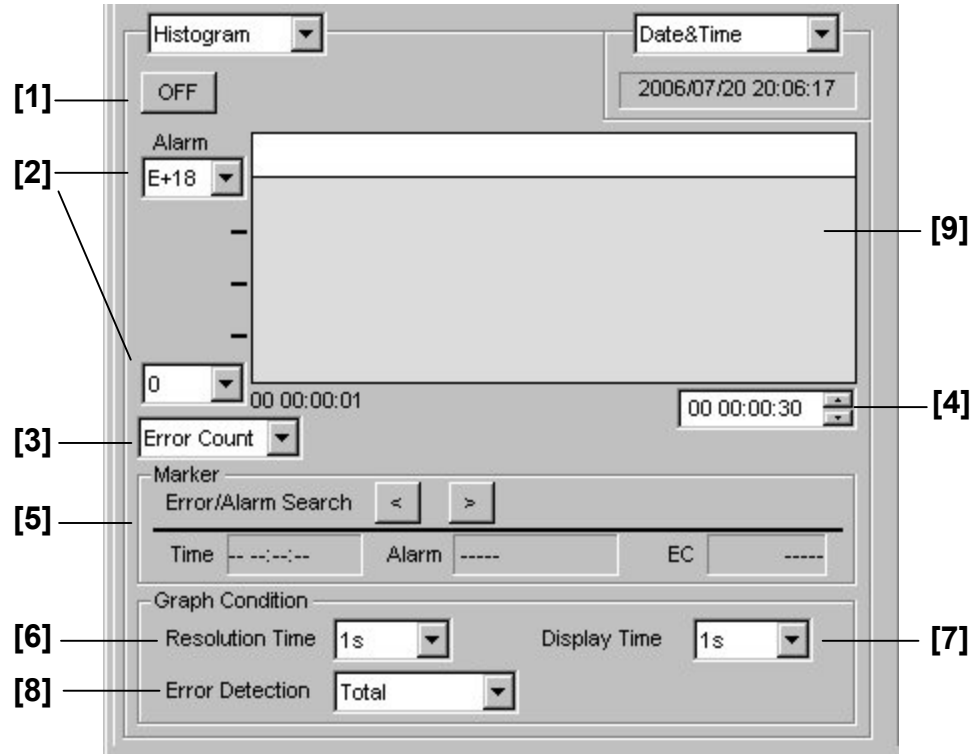 Histogram Date&Time
[1] OFF 2006/07/20 20:06:17
Alarm
[2] E+18
[9]
0
00 00:00:01 00 00:00:30 [4]
[3] Error Count
Marker
[5] Error/Alarm Search < >
Time -- --:--:-- Alarm ----- EC -----
Graph Condition
[6] Resolution Time 1s Display Time 1s [7]
[8] Error Detection Total